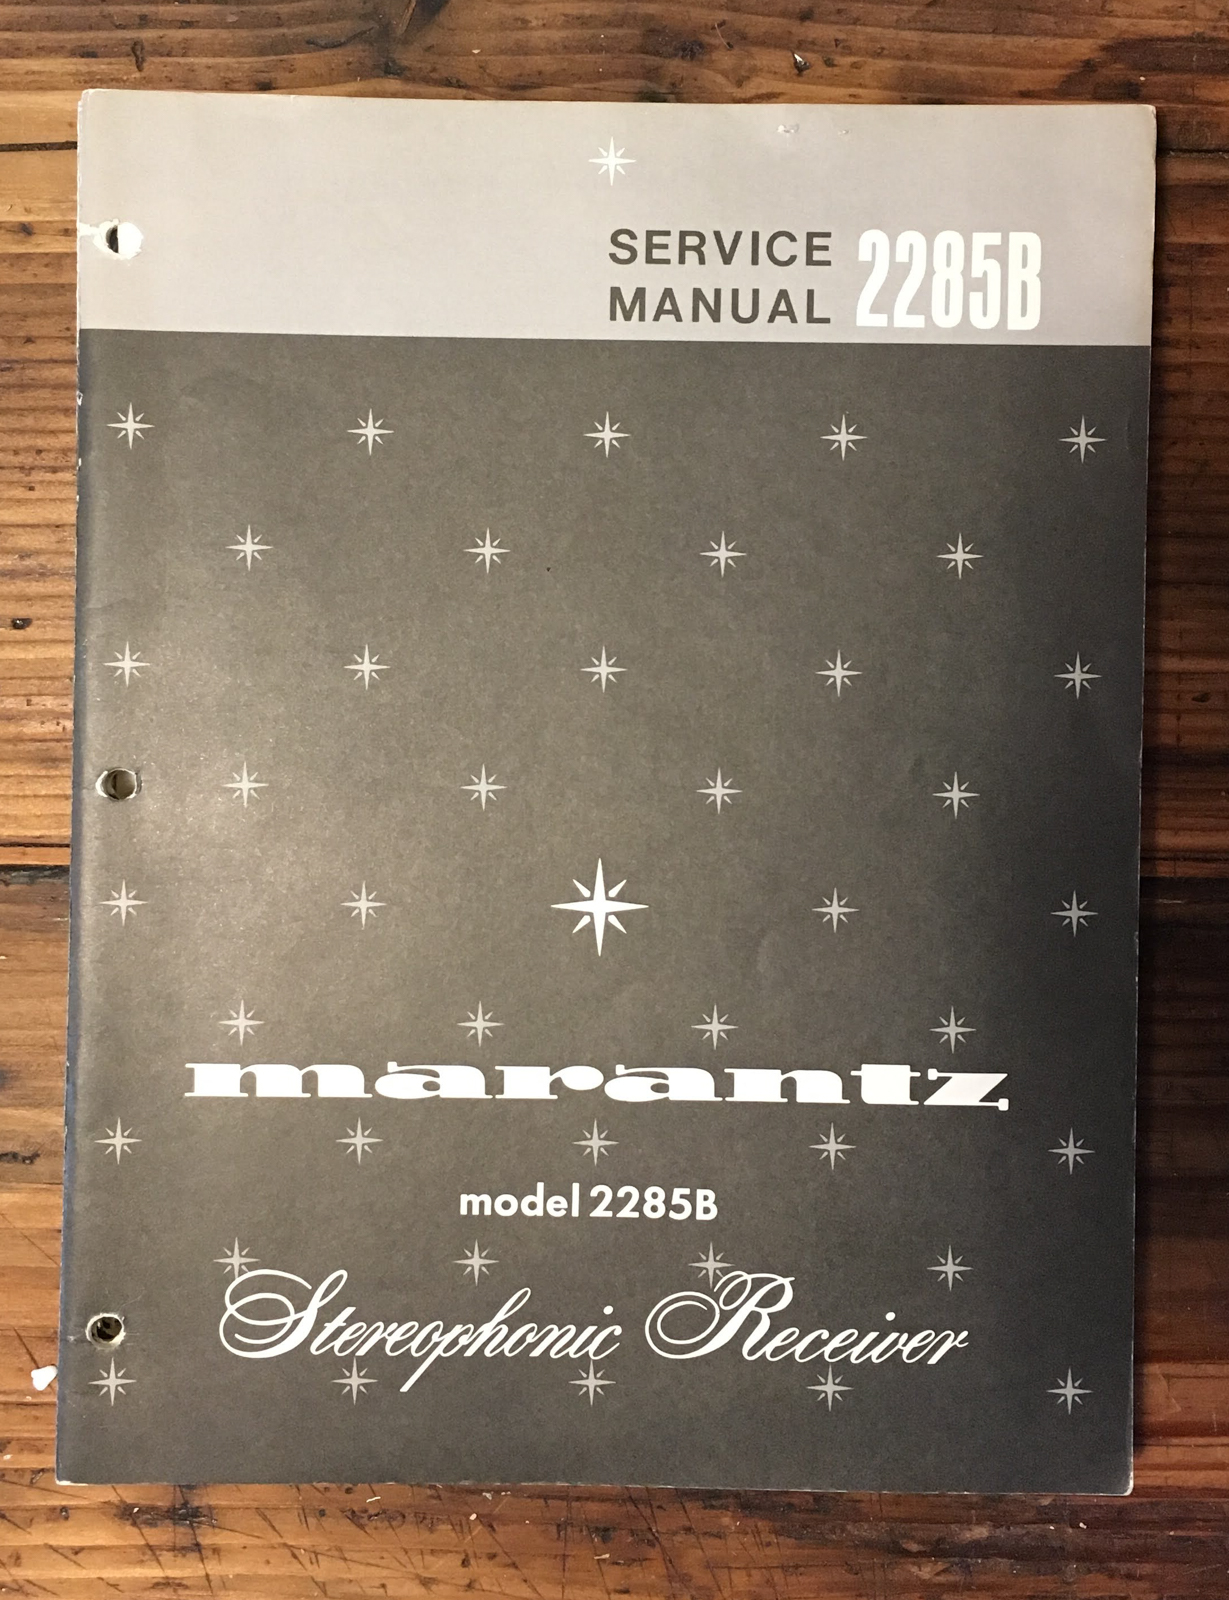 SERVICE
MANUAL 2285B
marantz
model 2285B
Stereophonic Receiver